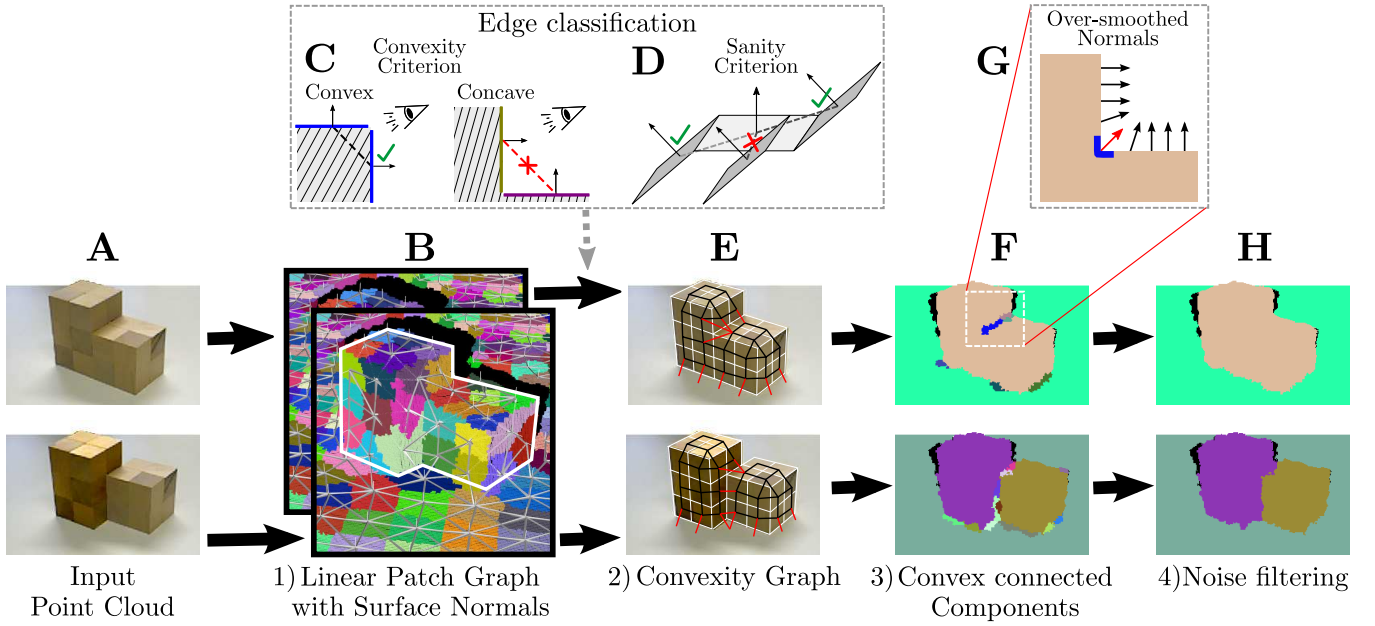 Edge classification
C
Convexity
Criterion
Convex
Concave
D
Sanity
Criterion
G
Over-smoothed
Normals
A
B
E
F
H
Input
Point Cloud
1) Linear Patch Graph
with Surface Normals
2) Convexity Graph
3) Convex connected
Components
4) Noise filtering